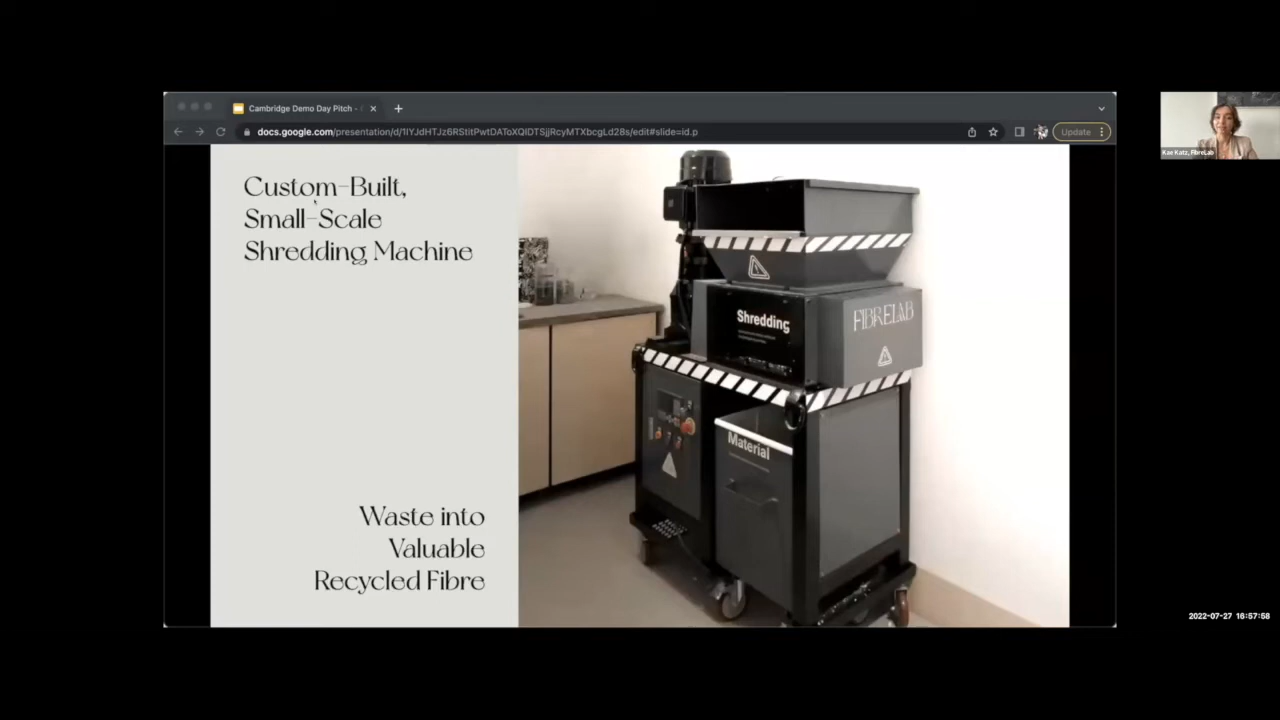 Cambridge Demo Day Pitch -
docs.google.com/presentation/d/1IYJdHTJz6RStitPwtDAToXQIDTSjjRcyMTXbcgLd28s/edit#slide=id.p
Update
Custom-Built,
Small-Scale
Shredding Machine
Waste into
Valuable
Recycled Fibre
Shredding
FIBRELAB
Material
Kae Katz, FibreLab
2022-07-27 16:57:58